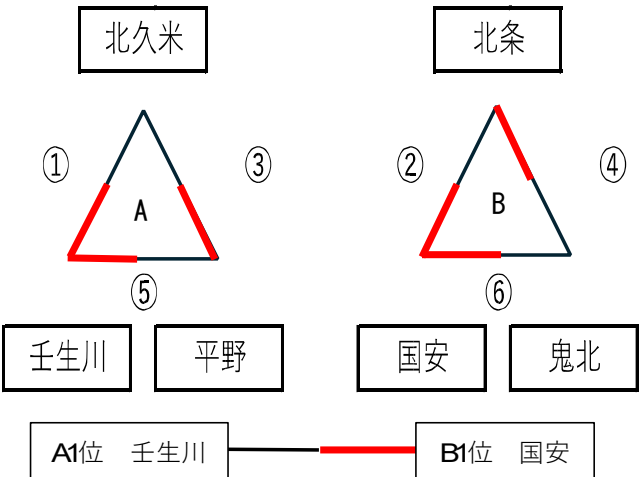 北久米 北条
① ③ ② ④
A B
⑤ ⑥
壬生川 平野 国安 鬼北
A1位 壬生川 B1位 国安